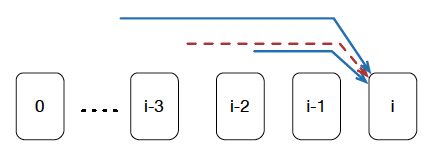 0 .... i-3 i-2 i-1 i